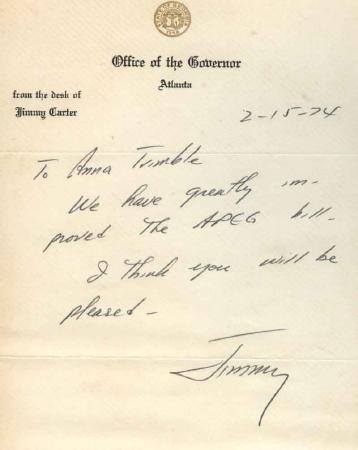 Office of the Governor
Atlanta
from the desk of
Jimmy Carter
2-15-74
To Anna Trimble
We have greatly im-
proved the APEG bill-
I think you will be
pleased-
Jimmy